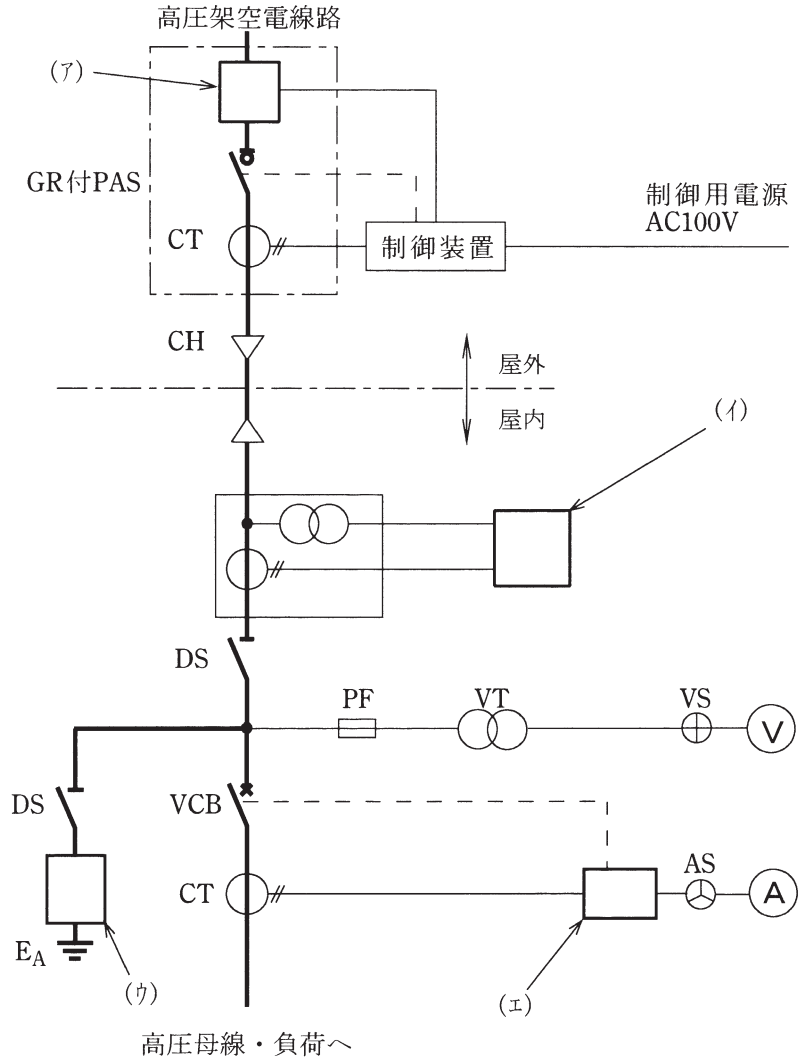 高圧架空電線路
(ア)
GR付PAS
制御用電源
AC100V
CT
制御装置
CH
屋外
屋内
(イ)
DS
PF
VT
VS
V
DS
VCB
AS
CT
A
EA
(ウ)
(エ)
高圧母線・負荷へ